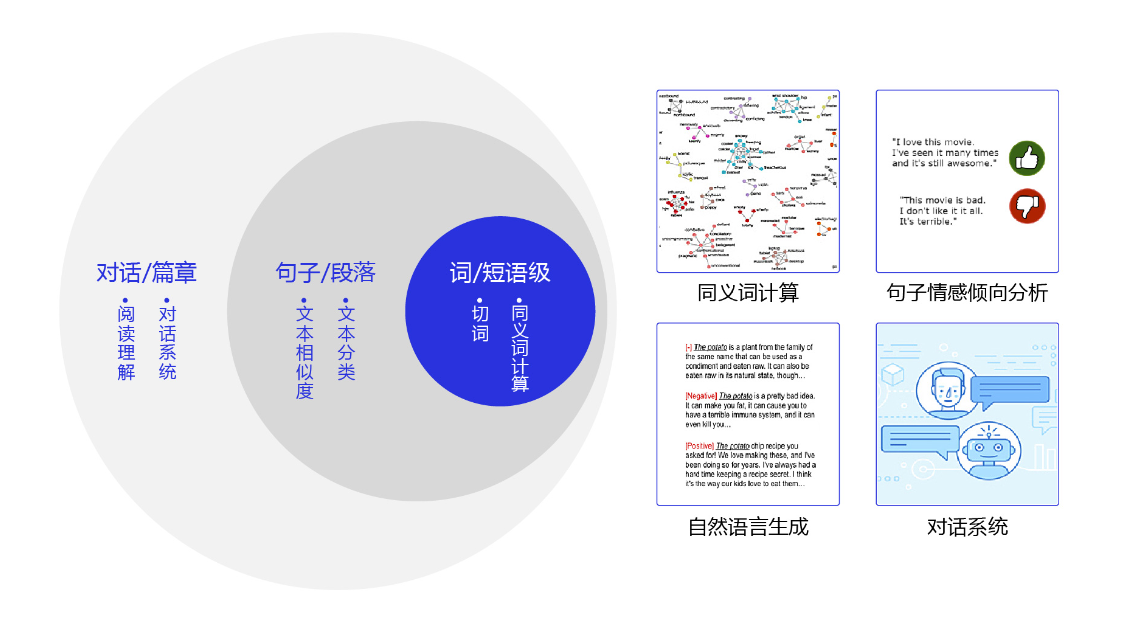 对话/篇章
阅读理解
对话系统
句子/段落
文本相似度
文本分类
词/短语级
切词
同义词计算
同义词计算
"I love this movie.
I've seen it many times
and it's still awesome."
"This movie is bad.
I don't like it it all.
It's terrible."
句子情感倾向分析
[-] The potato is a plant from the family of
the same name that can be used as a
condiment and eaten raw. It can also be
eaten raw in its natural state, though…
[Negative] The potato is a pretty bad idea.
It can make you fat, it can cause you to
have a terrible immune system, and it can
even kill you…
[Positive] The potato chip recipe you
asked for! We love making these, and I've
been doing so for years. I've always had a
hard time keeping a recipe secret. I think
it's the way our kids love to eat them…
自然语言生成
对话系统